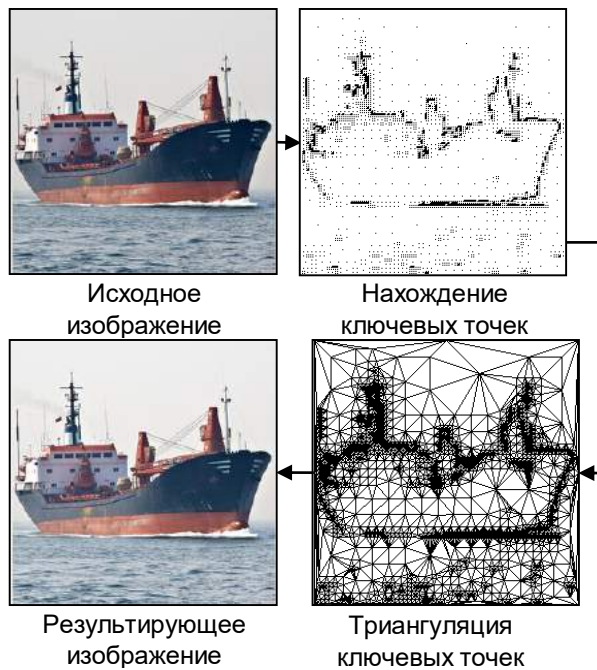 Исходное
изображение
Нахождение
ключевых точек
Результирующее
изображение
Триангуляция
ключевых точек